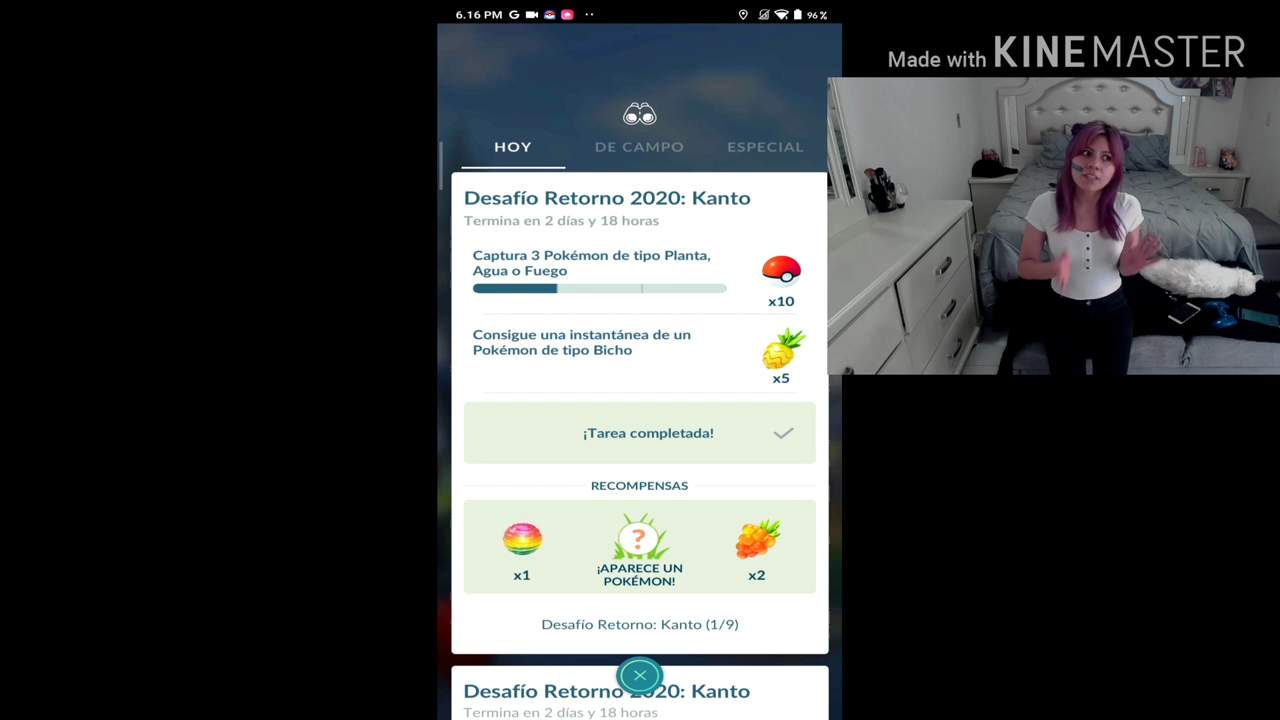 6.16 PM
96%
Made with KINEMASTER
HOY
DE CAMPO
ESPECIAL
Desafío Retorno 2020: Kanto
Termina en 2 días y 18 horas
Captura 3 Pokémon de tipo Planta,
Agua o Fuego
x10
Consigue una instantánea de un
Pokémon de tipo Bicho
x5
¡Tarea completada!
RECOMPENSAS
x1
¡APARECE UN
POKÉMON!
x2
Desafío Retorno: Kanto (1/9)
Desafío Retorno 2020: Kanto
Termina en 2 días y 18 horas